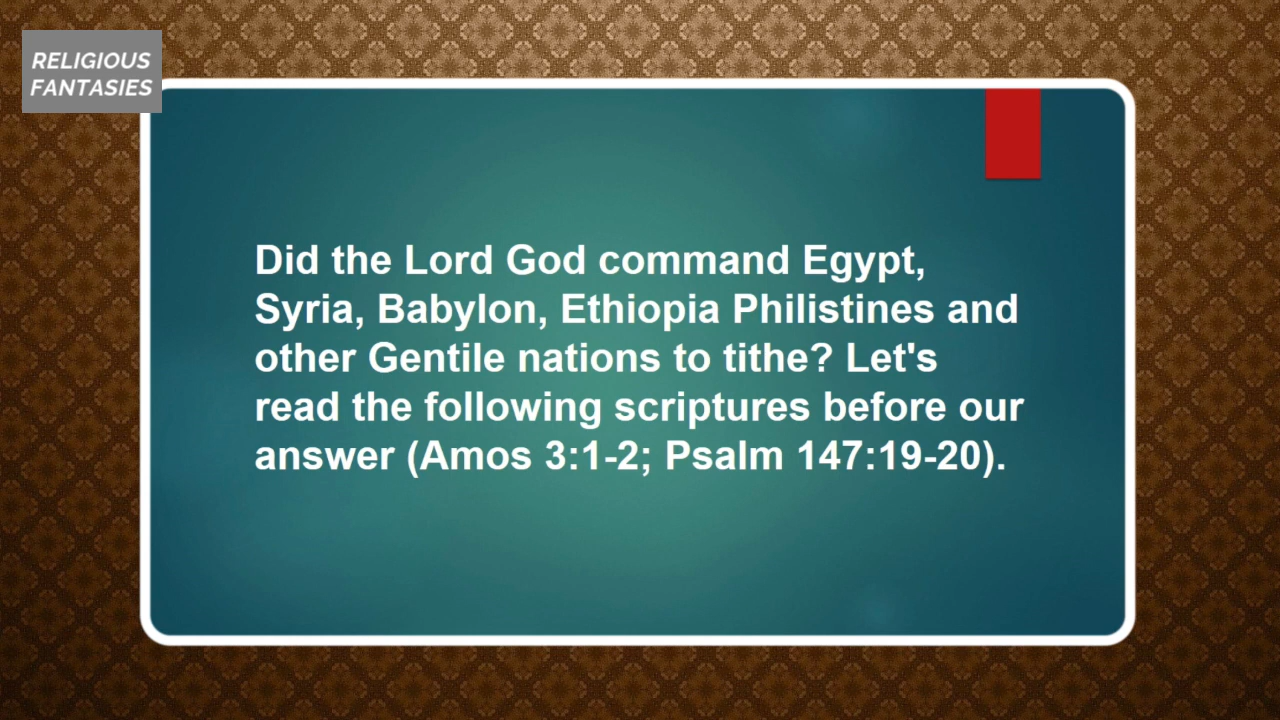 RELIGIOUS
FANTASIES
Did the Lord God command Egypt,
Syria, Babylon, Ethiopia Philistines and
other Gentile nations to tithe? Let's
read the following scriptures before our
answer (Amos 3:1-2; Psalm 147:19-20).